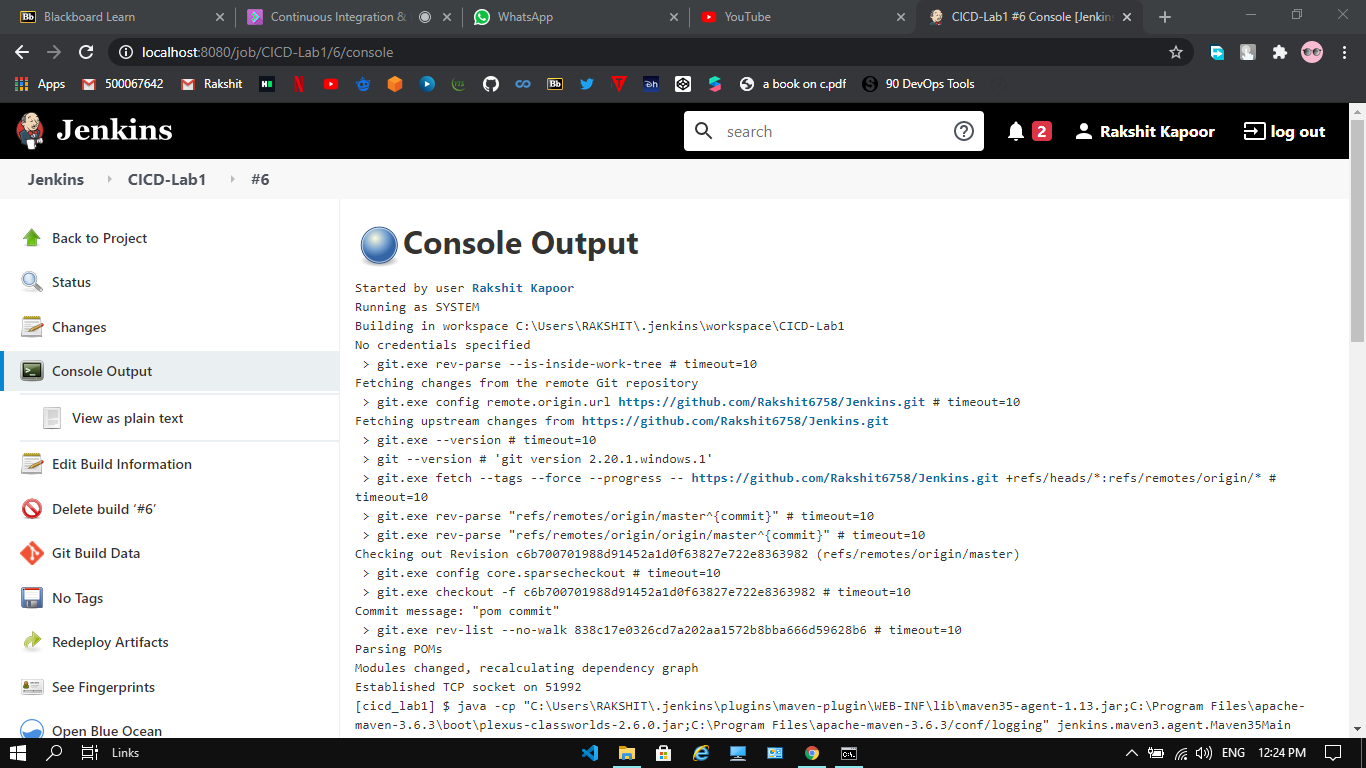 Blackboard Learn
Continuous Integration &
WhatsApp
YouTube
CICD-Lab1 #6 Console [Jenkins
localhost:8080/job/CICD-Lab1/6/console
Apps
500067642
Rakshit
a book on c.pdf
90 DevOps Tools
Jenkins
search
2
Rakshit Kapoor
log out
Jenkins
CICD-Lab1
#6
Back to Project
Status
Changes
Console Output
View as plain text
Edit Build Information
Delete build ‘#6’
Git Build Data
No Tags
Redeploy Artifacts
See Fingerprints
Open Blue Ocean
Console Output
Started by user Rakshit Kapoor
Running as SYSTEM
Building in workspace C:\Users\RAKSHIT\.jenkins\workspace\CICD-Lab1
No credentials specified
> git.exe rev-parse --is-inside-work-tree # timeout=10
Fetching changes from the remote Git repository
> git.exe config remote.origin.url https://github.com/Rakshit6758/Jenkins.git # timeout=10
Fetching upstream changes from https://github.com/Rakshit6758/Jenkins.git
> git.exe --version # timeout=10
> git --version # 'git version 2.20.1.windows.1'
> git.exe fetch --tags --force --progress -- https://github.com/Rakshit6758/Jenkins.git +refs/heads/*:refs/remotes/origin/* #
timeout=10
> git.exe rev-parse "refs/remotes/origin/master^{commit}" # timeout=10
> git.exe rev-parse "refs/remotes/origin/origin/master^{commit}" # timeout=10
Checking out Revision c6b700701988d91452a1d0f63827e722e8363982 (refs/remotes/origin/master)
> git.exe config core.sparsecheckout # timeout=10
> git.exe checkout -f c6b700701988d91452a1d0f63827e722e8363982 # timeout=10
Commit message: "pom commit"
> git.exe rev-list --no-walk 838c17e0326cd7a202aa1572b8bba666d59628b6 # timeout=10
Parsing POMs
Modules changed, recalculating dependency graph
Established TCP socket on 51992
[cicd_lab1] $ java -cp "C:\Users\RAKSHIT\.jenkins\plugins\maven-plugin\WEB-INF\lib\maven35-agent-1.13.jar;C:\Program Files\apache-
maven-3.6.3\boot\plexus-classworlds-2.6.0.jar;C:\Program Files\apache-maven-3.6.3/conf/logging" jenkins.maven3.agent.Maven35Main
Links
ENG
12:24 PM